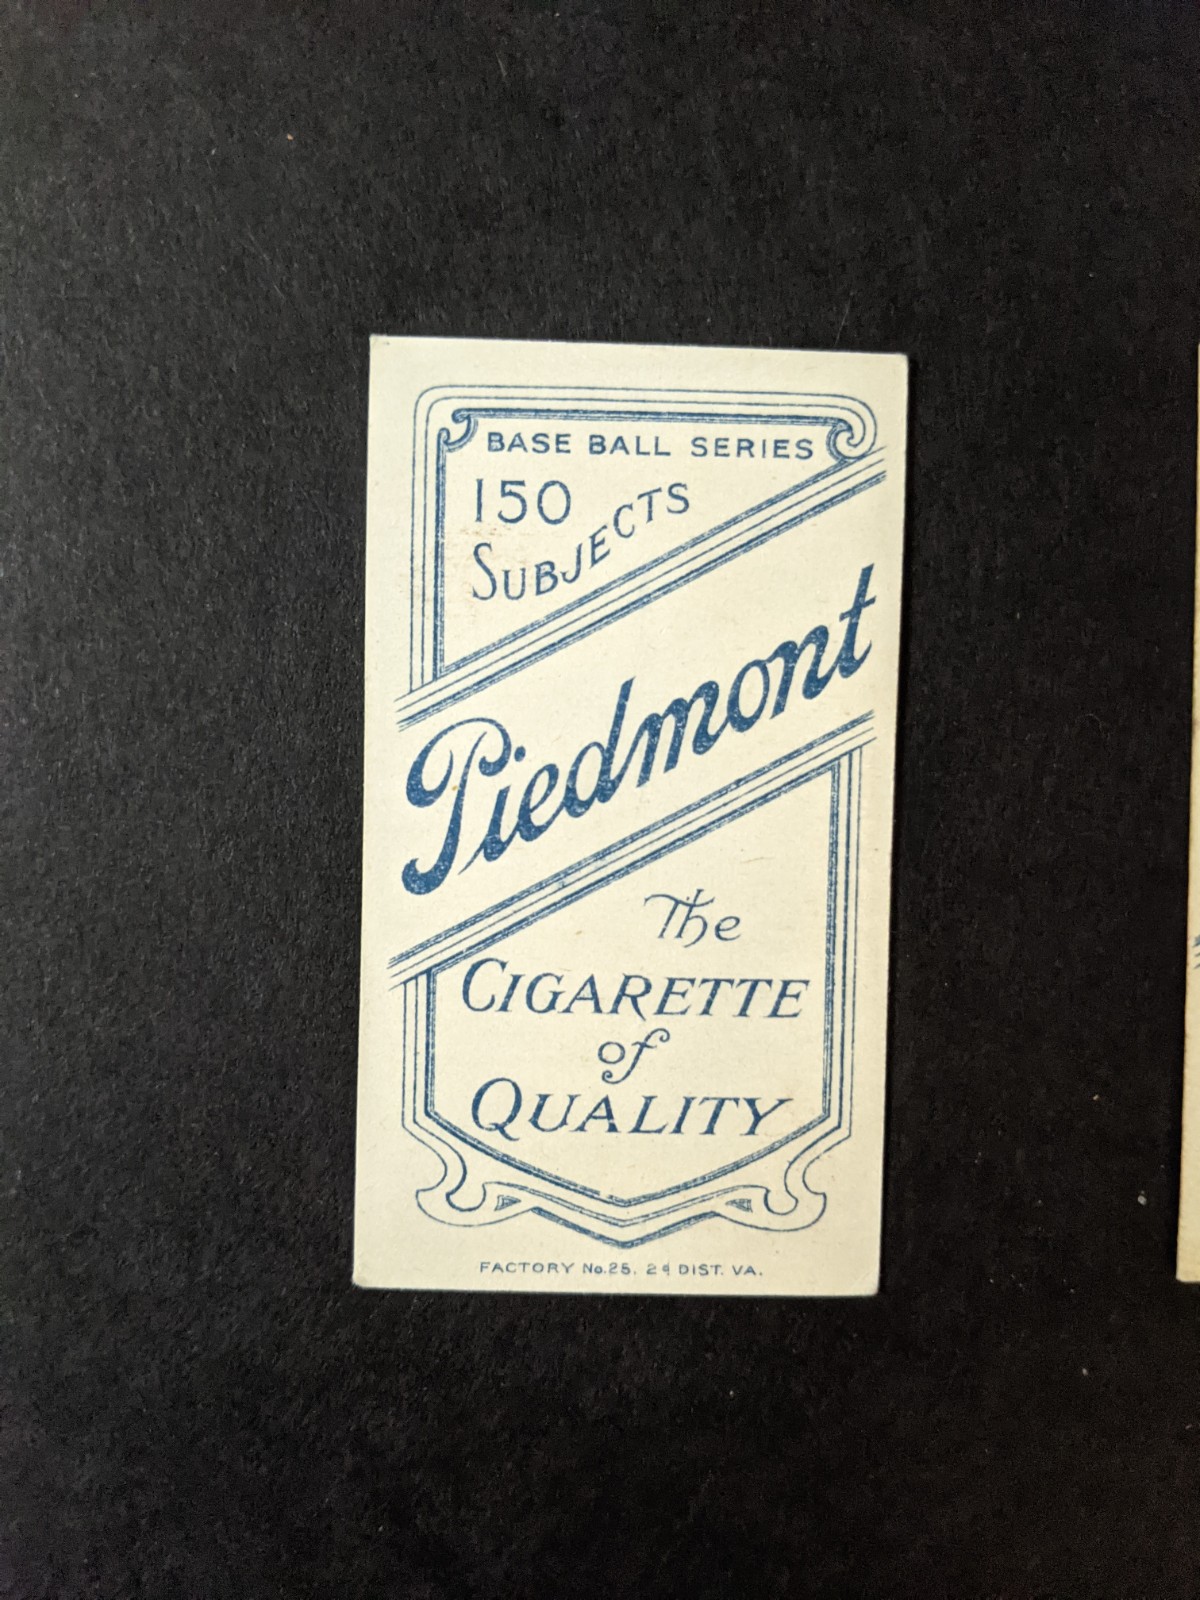 BASE BALL SERIES
150
SUBJECTS
Piedmont
The
CIGARETTE
of
QUALITY
FACTORY No. 25. 2d DIST. VA.